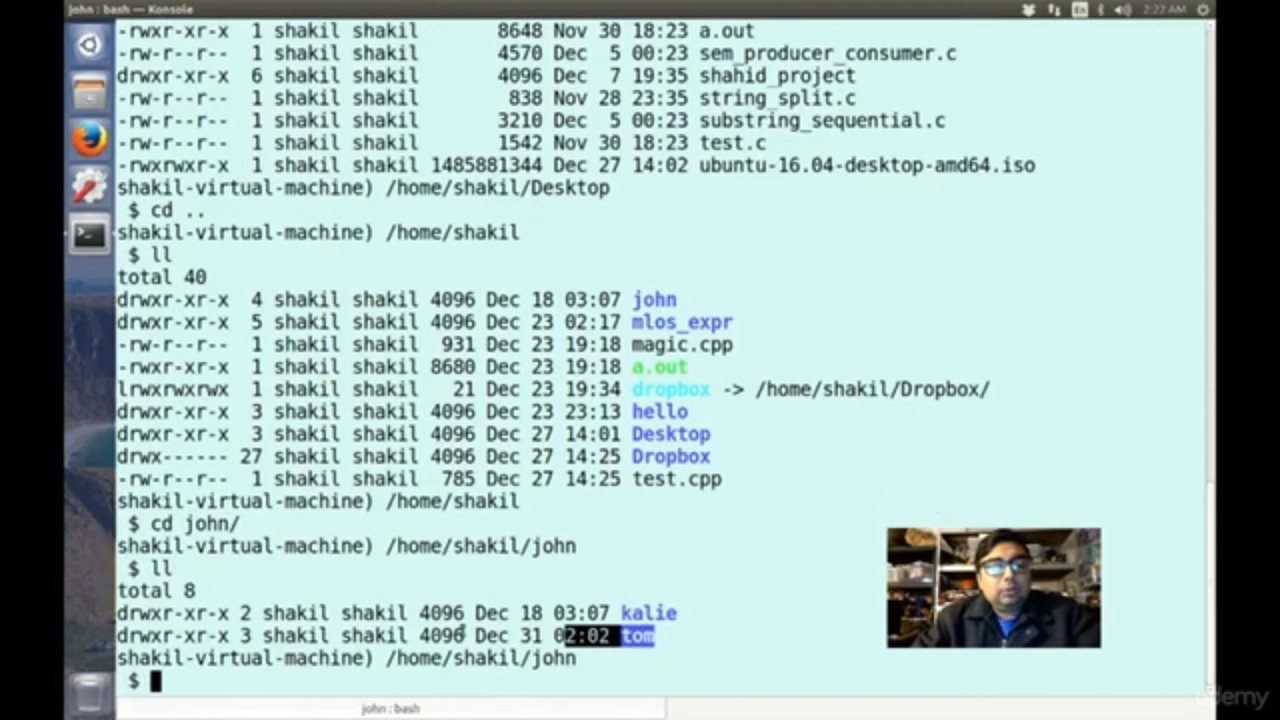 john : bash — Konsole
En 2:22 AM
-rwxr-xr-x 1 shakil shakil 8648 Nov 30 18:23 a.out
-rw-r--r-- 1 shakil shakil 4570 Dec 5 00:23 sem_producer_consumer.c
drwxr-xr-x 6 shakil shakil 4096 Dec 7 19:35 shahid_project
-rw-r--r-- 1 shakil shakil 838 Nov 28 23:35 string_split.c
-rw-r--r-- 1 shakil shakil 3210 Dec 5 00:23 substring_sequential.c
-rw-r--r-- 1 shakil shakil 1542 Nov 30 18:23 test.c
-rwxrwxr-x 1 shakil shakil 1485881344 Dec 27 14:02 ubuntu-16.04-desktop-amd64.iso
shakil-virtual-machine) /home/shakil/Desktop
$ cd ..
shakil-virtual-machine) /home/shakil
$ ll
total 40
drwxr-xr-x 4 shakil shakil 4096 Dec 18 03:07 john
drwxr-xr-x 5 shakil shakil 4096 Dec 23 02:17 mlos_expr
-rw-r--r-- 1 shakil shakil 931 Dec 23 19:18 magic.cpp
-rwxr-xr-x 1 shakil shakil 8680 Dec 23 19:18 a.out
lrwxrwxrwx 1 shakil shakil 21 Dec 23 19:34 dropbox -> /home/shakil/Dropbox/
drwxr-xr-x 3 shakil shakil 4096 Dec 23 23:13 hello
drwxr-xr-x 3 shakil shakil 4096 Dec 27 14:01 Desktop
drwx------ 27 shakil shakil 4096 Dec 27 14:25 Dropbox
-rw-r--r-- 1 shakil shakil 785 Dec 27 14:25 test.cpp
shakil-virtual-machine) /home/shakil
$ cd john/
shakil-virtual-machine) /home/shakil/john
$ ll
total 8
drwxr-xr-x 2 shakil shakil 4096 Dec 18 03:07 kalie
drwxr-xr-x 3 shakil shakil 4096 Dec 31 02:02 tom
shakil-virtual-machine) /home/shakil/john
$
john : bash